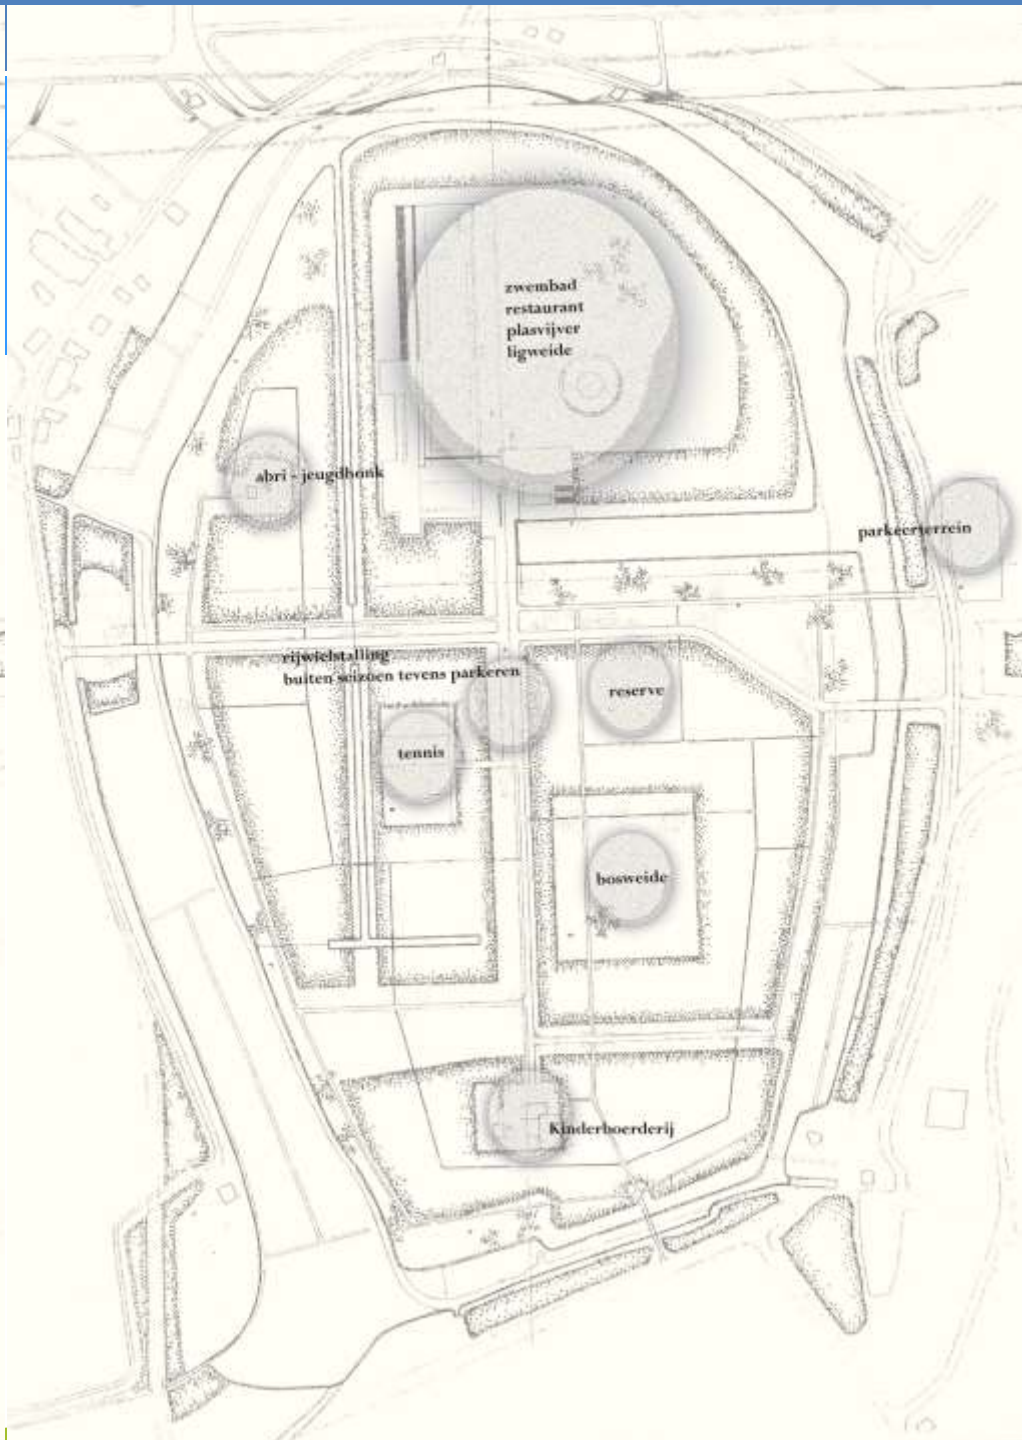 zwembad
restaurant
plasvijver
ligweide
abri - jeugdhonk
parkeerterrein
rijwielstalling
buiten seizoen tevens parkeren
reserve
tennis
bosweide
Kinderboerderij